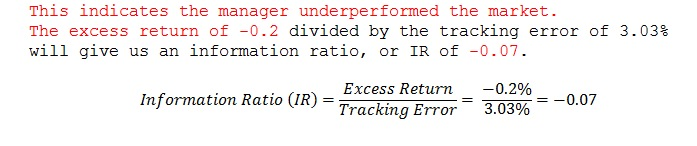 This indicates the manager underperformed the market.
The excess return of -0.2 divided by the tracking error of 3.03%
will give us an information ratio, or IR of -0.07.
Information Ratio (IR) = Excess Return / Tracking Error = −0.2% / 3.03% = −0.07